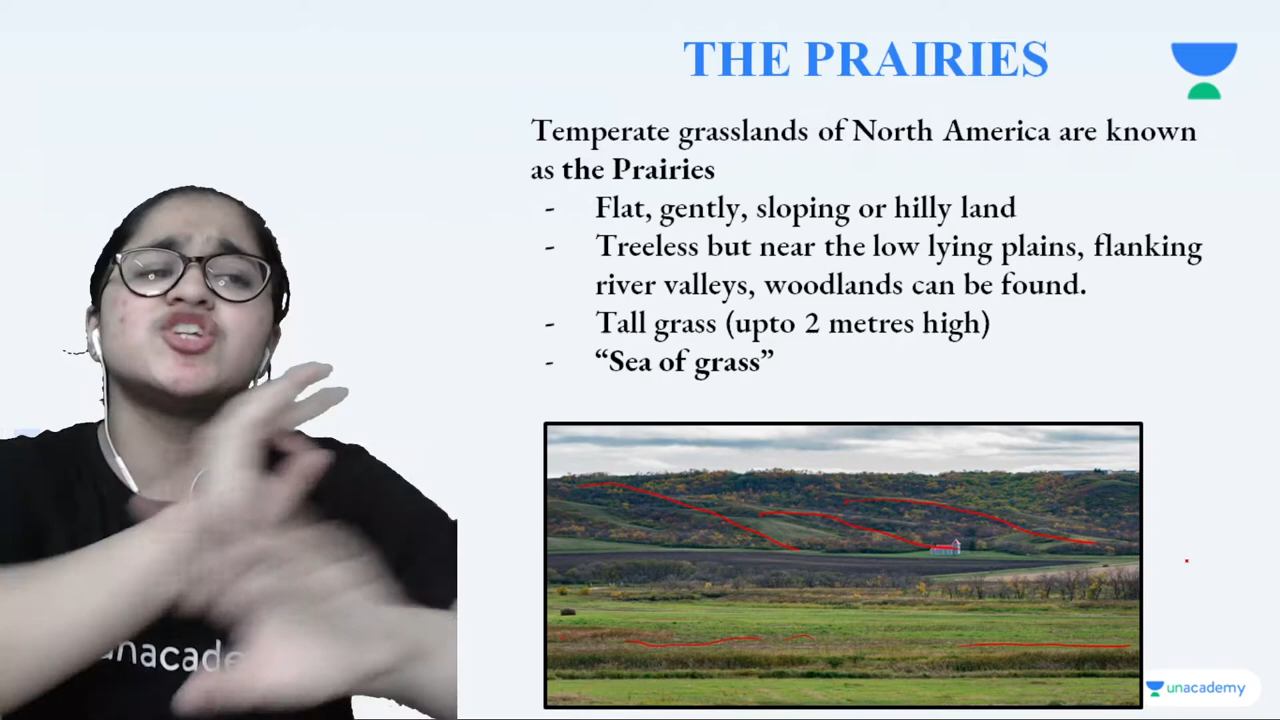 THE PRAIRIES
Temperate grasslands of North America are known
as the Prairies
- Flat, gently, sloping or hilly land
- Treeless but near the low lying plains, flanking
river valleys, woodlands can be found.
- Tall grass (upto 2 metres high)
- “Sea of grass”
unacade
unacademy